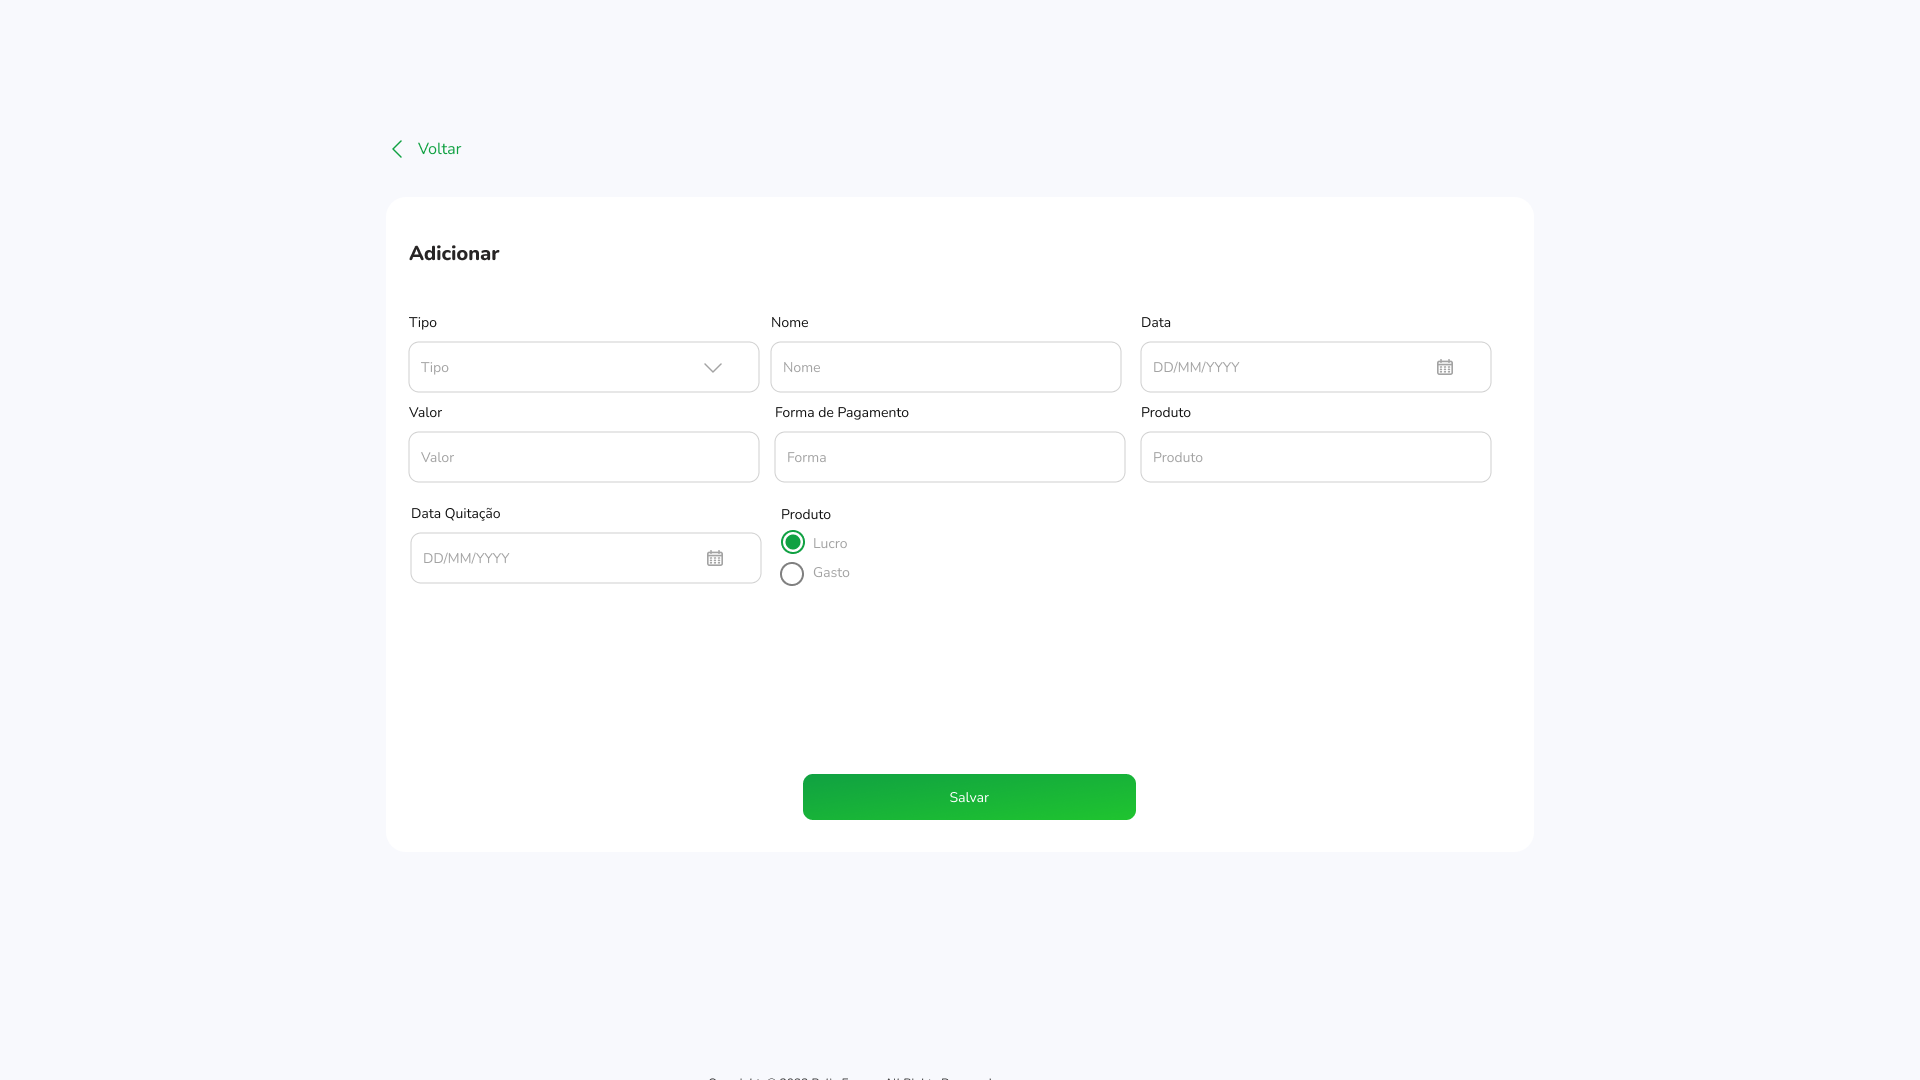 Voltar
Adicionar
Tipo Nome Data
Tipo Nome DD/MM/YYYY
Valor Forma de Pagamento Produto
Valor Forma Produto
Data Quitação Produto
DD/MM/YYYY Lucro
Gasto
Salvar